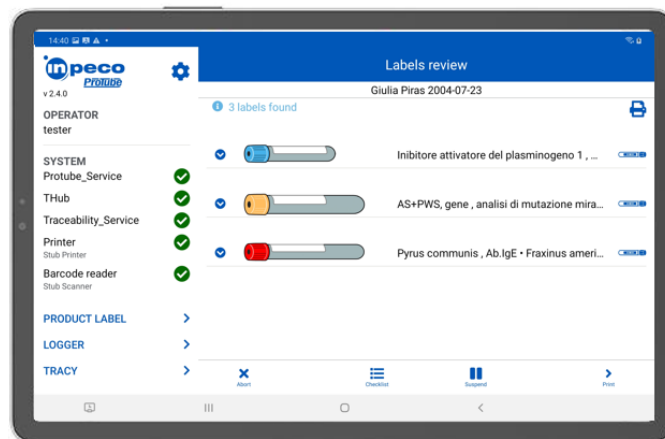 14:40
inpeco
ProTube
v 2.4.0
OPERATOR
tester
SYSTEM
Protube_Service
THub
Traceability_Service
Printer
Stub Printer
Barcode reader
Stub Scanner
PRODUCT LABEL
LOGGER
TRACY
Labels review
Giulia Piras 2004-07-23
3 labels found
Inibitore attivatore del plasminogeno 1 , ...
AS+PWS, gene , analisi di mutazione mira...
Pyrus communis , Ab.IgE • Fraxinus ameri...
Abort
Checklist
Suspend
Print